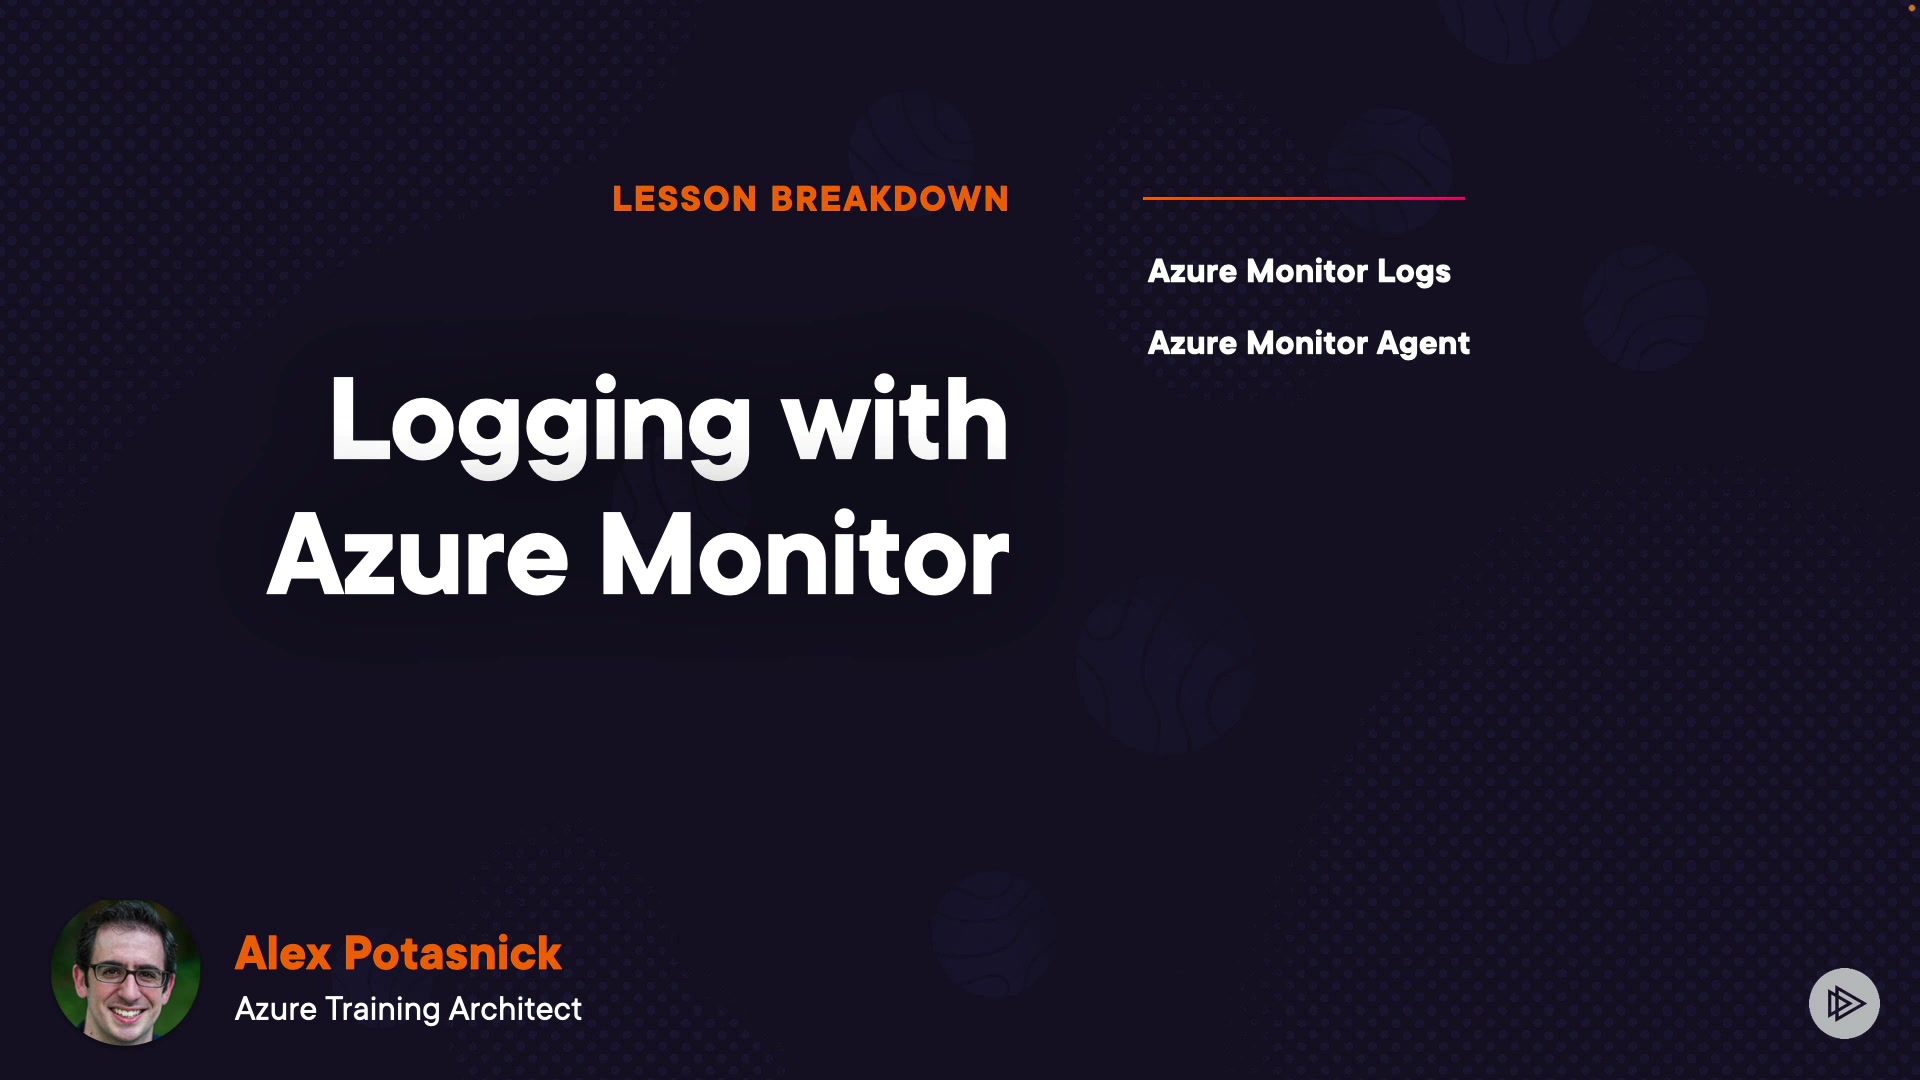 LESSON BREAKDOWN
Logging with
Azure Monitor
Azure Monitor Logs
Azure Monitor Agent
Alex Potasnick
Azure Training Architect